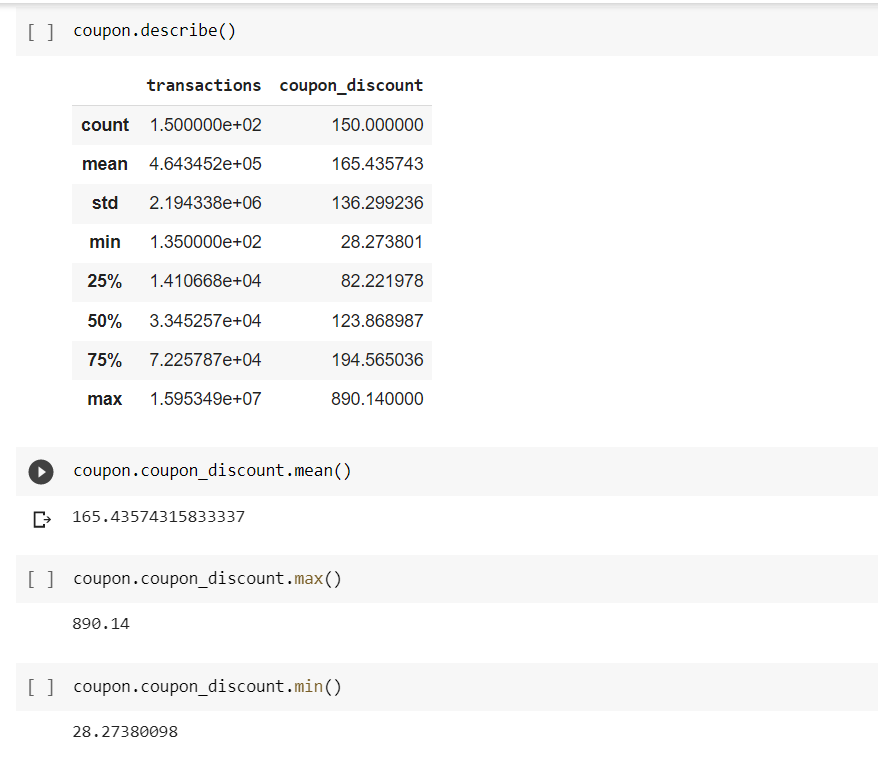 [ ] coupon.describe()
transactions coupon_discount
count 1.500000e+02 150.000000
mean 4.643452e+05 165.435743
std 2.194338e+06 136.299236
min 1.350000e+02 28.273801
25% 1.410668e+04 82.221978
50% 3.345257e+04 123.868987
75% 7.225787e+04 194.565036
max 1.595349e+07 890.140000
coupon.coupon_discount.mean()
165.43574315833337
[ ] coupon.coupon_discount.max()
890.14
[ ] coupon.coupon_discount.min()
28.27380098